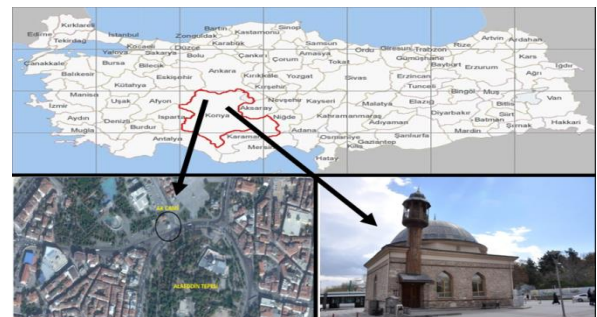 Kırklareli
Edirne
Tekirdağ
İstanbul
Kocaeli
Yalova
Sakarya
Düzce
Zonguldak
Bartın
Karabük
Kastamonu
Sinop
Samsun
Ordu
Giresun
Trabzon
Rize
Artvin
Ardahan
Çanakkale
Balıkesir
Bursa
Bilecik
Bolu
Çankırı
Çorum
Amasya
Tokat
Gümüşhane
Bayburt
Erzurum
Kars
Iğdır
Ağrı
Eskişehir
Ankara
Kırıkkale
Yozgat
Sivas
Erzincan
Tunceli
Bingöl
Muş
Kütahya
Kırşehir
Manisa
Uşak
Afyon
Aksaray
Nevşehir
Kayseri
Malatya
Elazığ
Bitlis
Van
İzmir
Aydın
Denizli
Isparta
Konya
Niğde
Kahramanmaraş
Adıyaman
Diyarbakır
Batman
Siirt
Muğla
Burdur
Antalya
Karaman
Mersin
Adana
Osmaniye
Gaziantep
Kilis
Şanlıurfa
Mardin
Şırnak
Hakkari
Hatay
ALAEDDİN TEPESİ